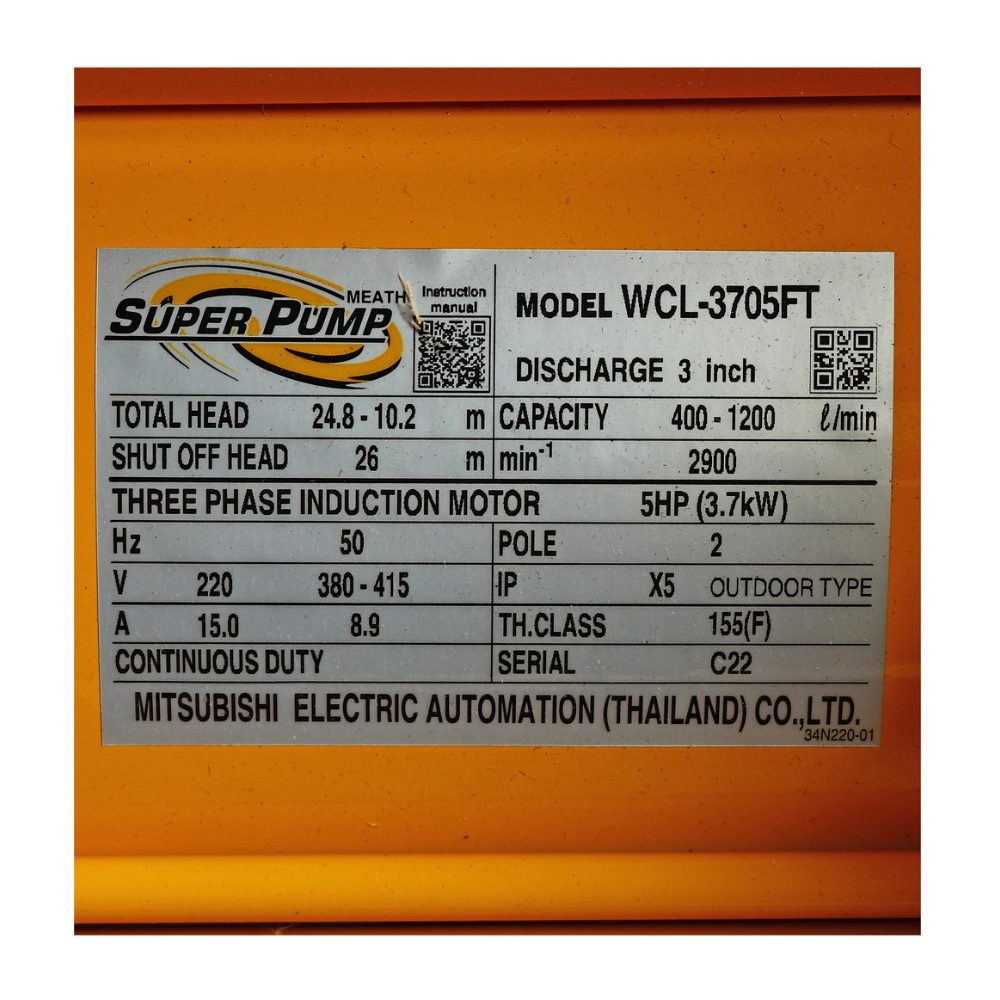 MEATH
SUPER PUMP
Instruction
manual
MODEL WCL-3705FT
DISCHARGE 3 inch
TOTAL HEAD 24.8 - 10.2 m CAPACITY 400 - 1200 ℓ/min
SHUT OFF HEAD 26 m min-1 2900
THREE PHASE INDUCTION MOTOR 5HP (3.7kW)
Hz 50 POLE 2
V 220 380 - 415 IP X5 OUTDOOR TYPE
A 15.0 8.9 TH.CLASS 155(F)
CONTINUOUS DUTY SERIAL C22
MITSUBISHI ELECTRIC AUTOMATION (THAILAND) CO.,LTD.
34N220-01